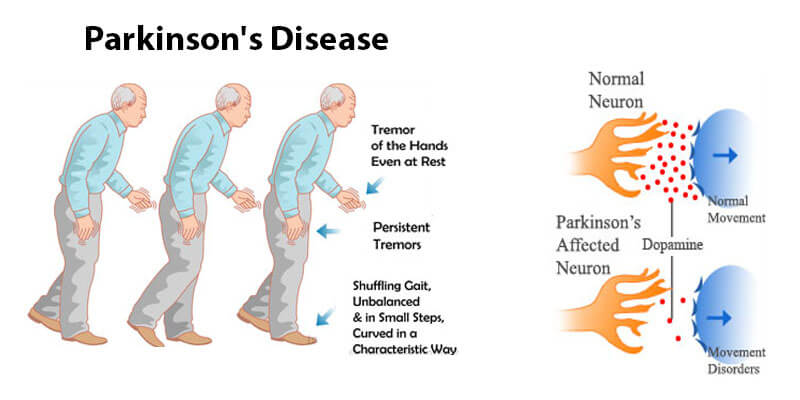 Parkinson's Disease
Tremor
of the Hands
Even at Rest
Persistent
Tremors
Shuffling Gait,
Unbalanced
& in Small Steps,
Curved in a
Characteristic Way
Normal
Neuron
Normal
Movement
Parkinson's
Affected
Neuron
Dopamine
Movement
Disorders